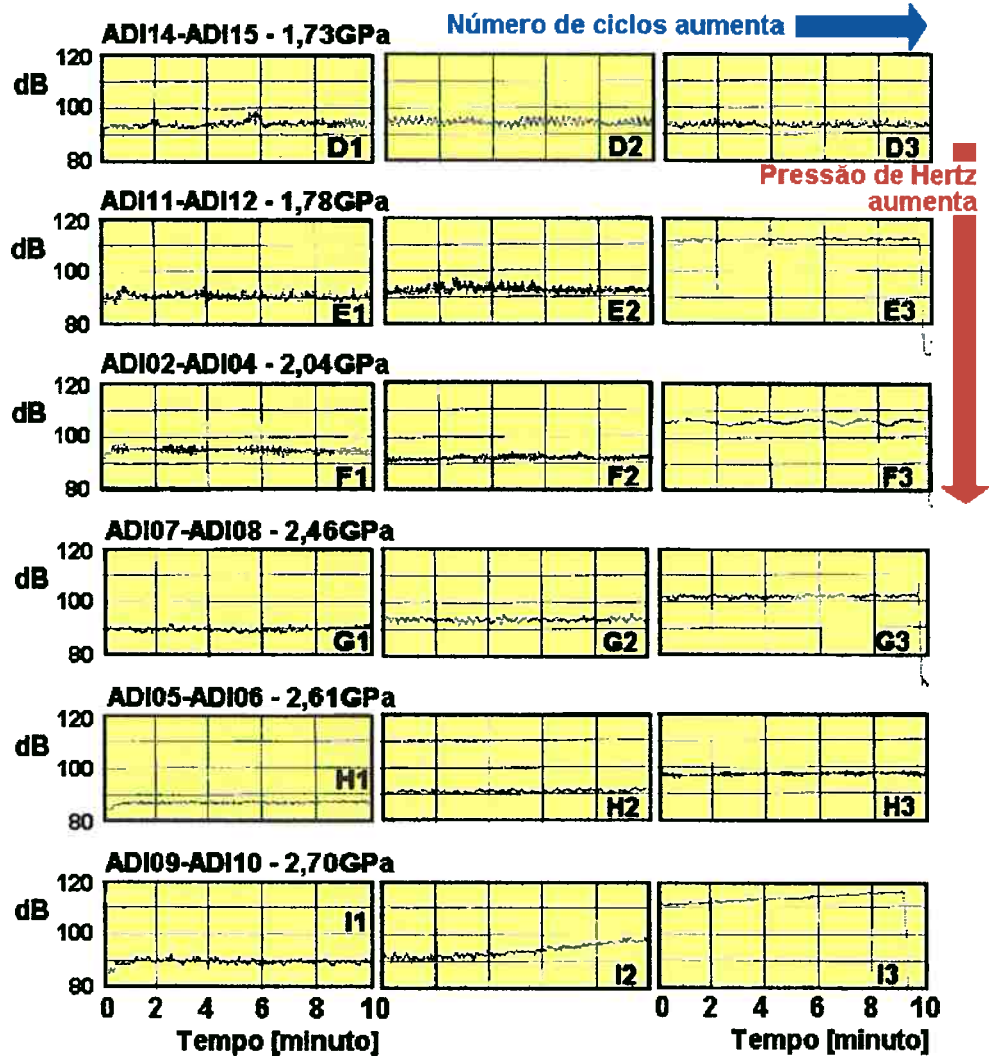 Número de ciclos aumenta
ADI14-ADI15 - 1,73GPa
dB
120
100
80
D1
D2
D3
Pressão de Hertz
aumenta
ADI11-ADI12 - 1,78GPa
dB
120
100
80
E1
E2
E3
ADI02-ADI04 - 2,04GPa
dB
120
100
80
F1
F2
F3
ADI07-ADI08 - 2,46GPa
dB
120
100
80
G1
G2
G3
ADI05-ADI06 - 2,61GPa
dB
120
100
80
H1
H2
H3
ADI09-ADI10 - 2,70GPa
dB
120
100
80
I1
I2
I3
0 2 4 6 8 10 0 2 4 6 8 10
Tempo [minuto] Tempo [minuto]